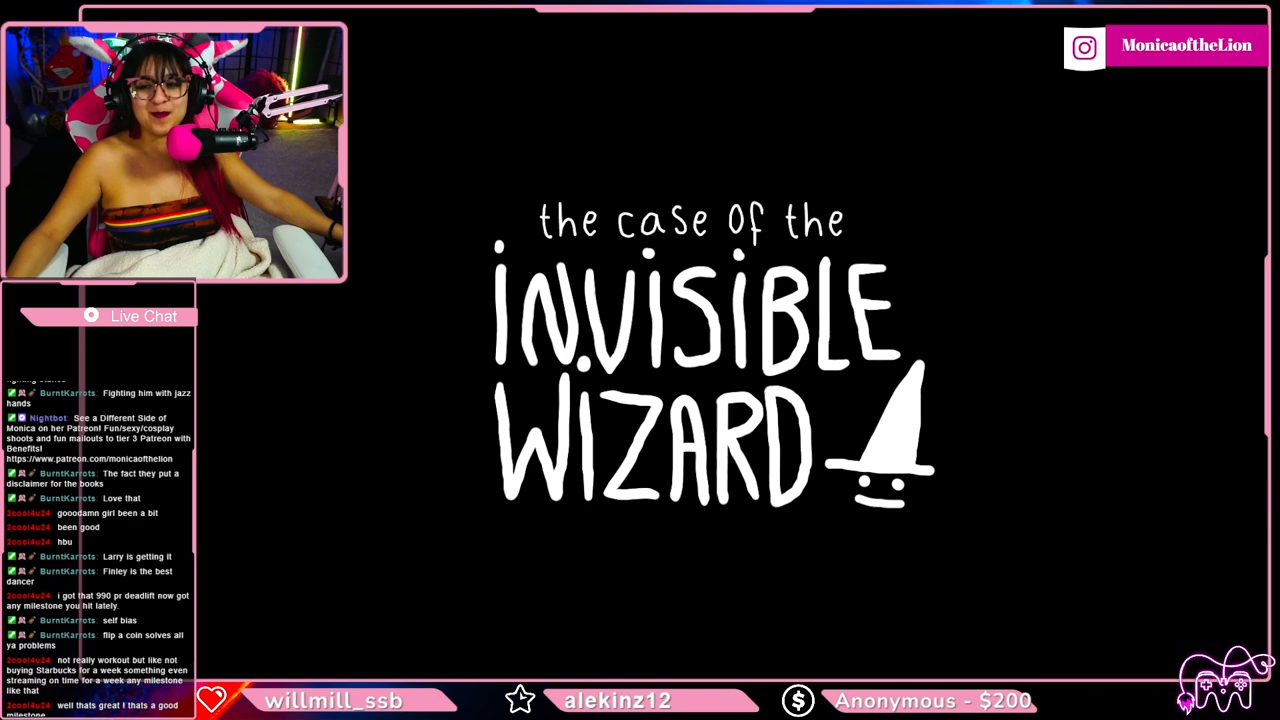 MonicaoftheLion
the case of the
iNViSiBLE
WiZARD
Live Chat
BurntKarrots: Fighting him with jazz
hands
Nightbot: See a Different Side of
Monica on her Patreon! Fun/sexy/cosplay
shoots and fun mailouts to tier 3 Patreon with
Benefits!
https://www.patreon.com/monicaofthelion
BurntKarrots: The fact they put a
disclaimer for the books
BurntKarrots: Love that
2cool4u24: gooodamn girl been a bit
2cool4u24: been good
2cool4u24: hbu
BurntKarrots: Larry is getting it
BurntKarrots: Finley is the best
dancer
2cool4u24: i got that 990 pr deadlift now got
any milestone you hit lately.
BurntKarrots: self bias
BurntKarrots: flip a coin solves all
ya problems
2cool4u24: not really workout but like not
buying Starbucks for a week something even
streaming on time for a week any milestone
like that
2cool4u24: well thats great ! thats a good
milestone
willmill_ssb
alekinz12
Anonymous - $200